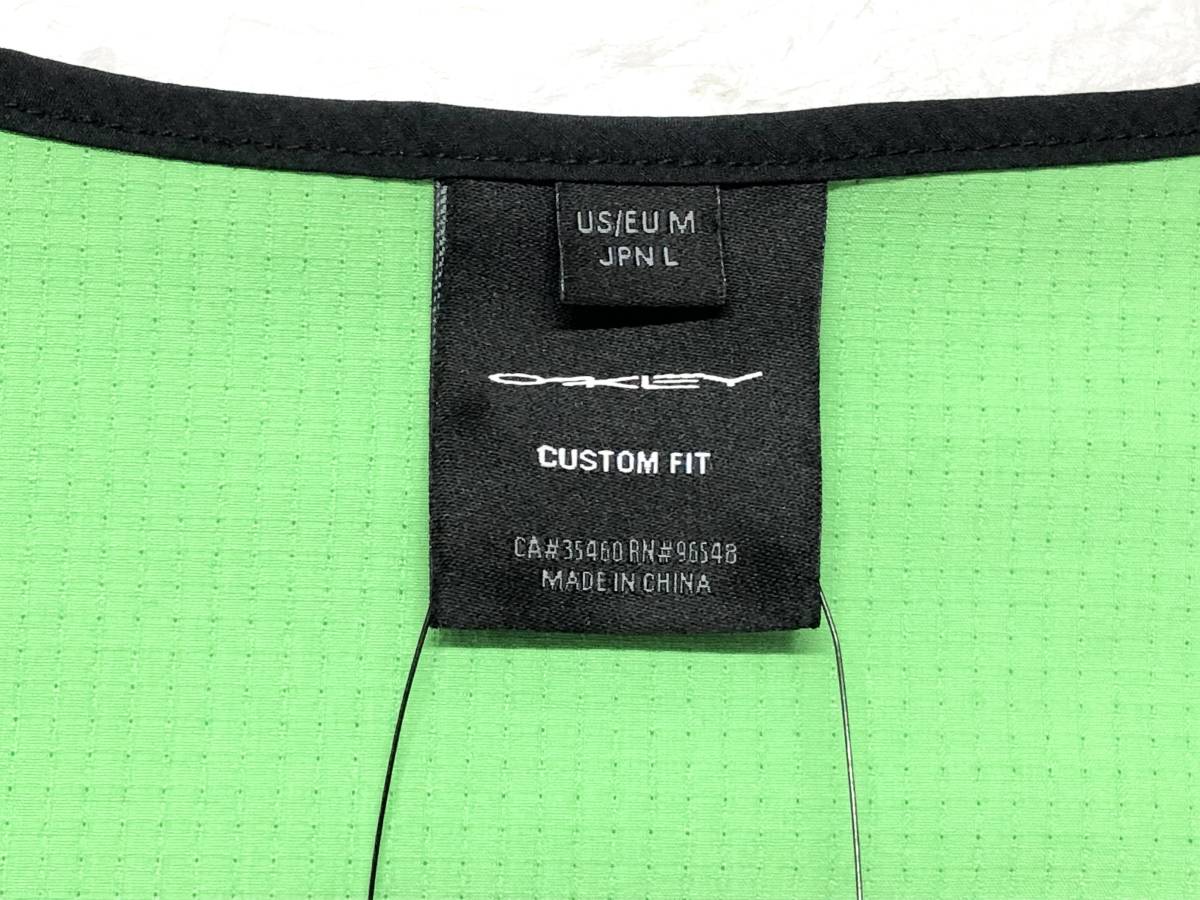 US/EU M
JPN L
OAKLEY
CUSTOM FIT
CA#35460 RN#96548
MADE IN CHINA